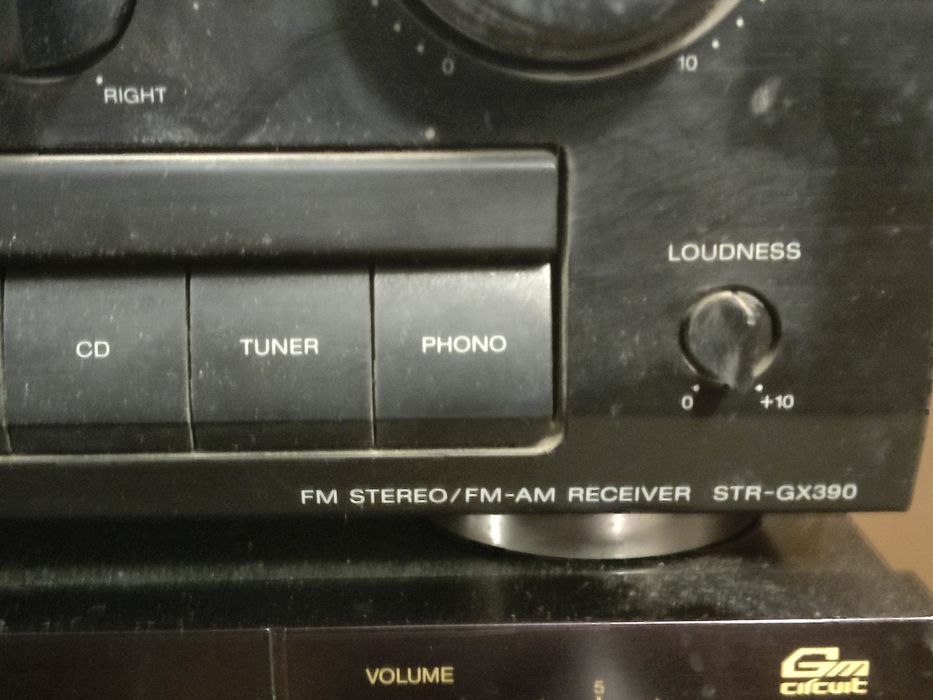 0 10
RIGHT
LOUDNESS
CD TUNER PHONO
0 +10
FM STEREO/FM-AM RECEIVER STR-GX390
VOLUME
5
Gm
circuit